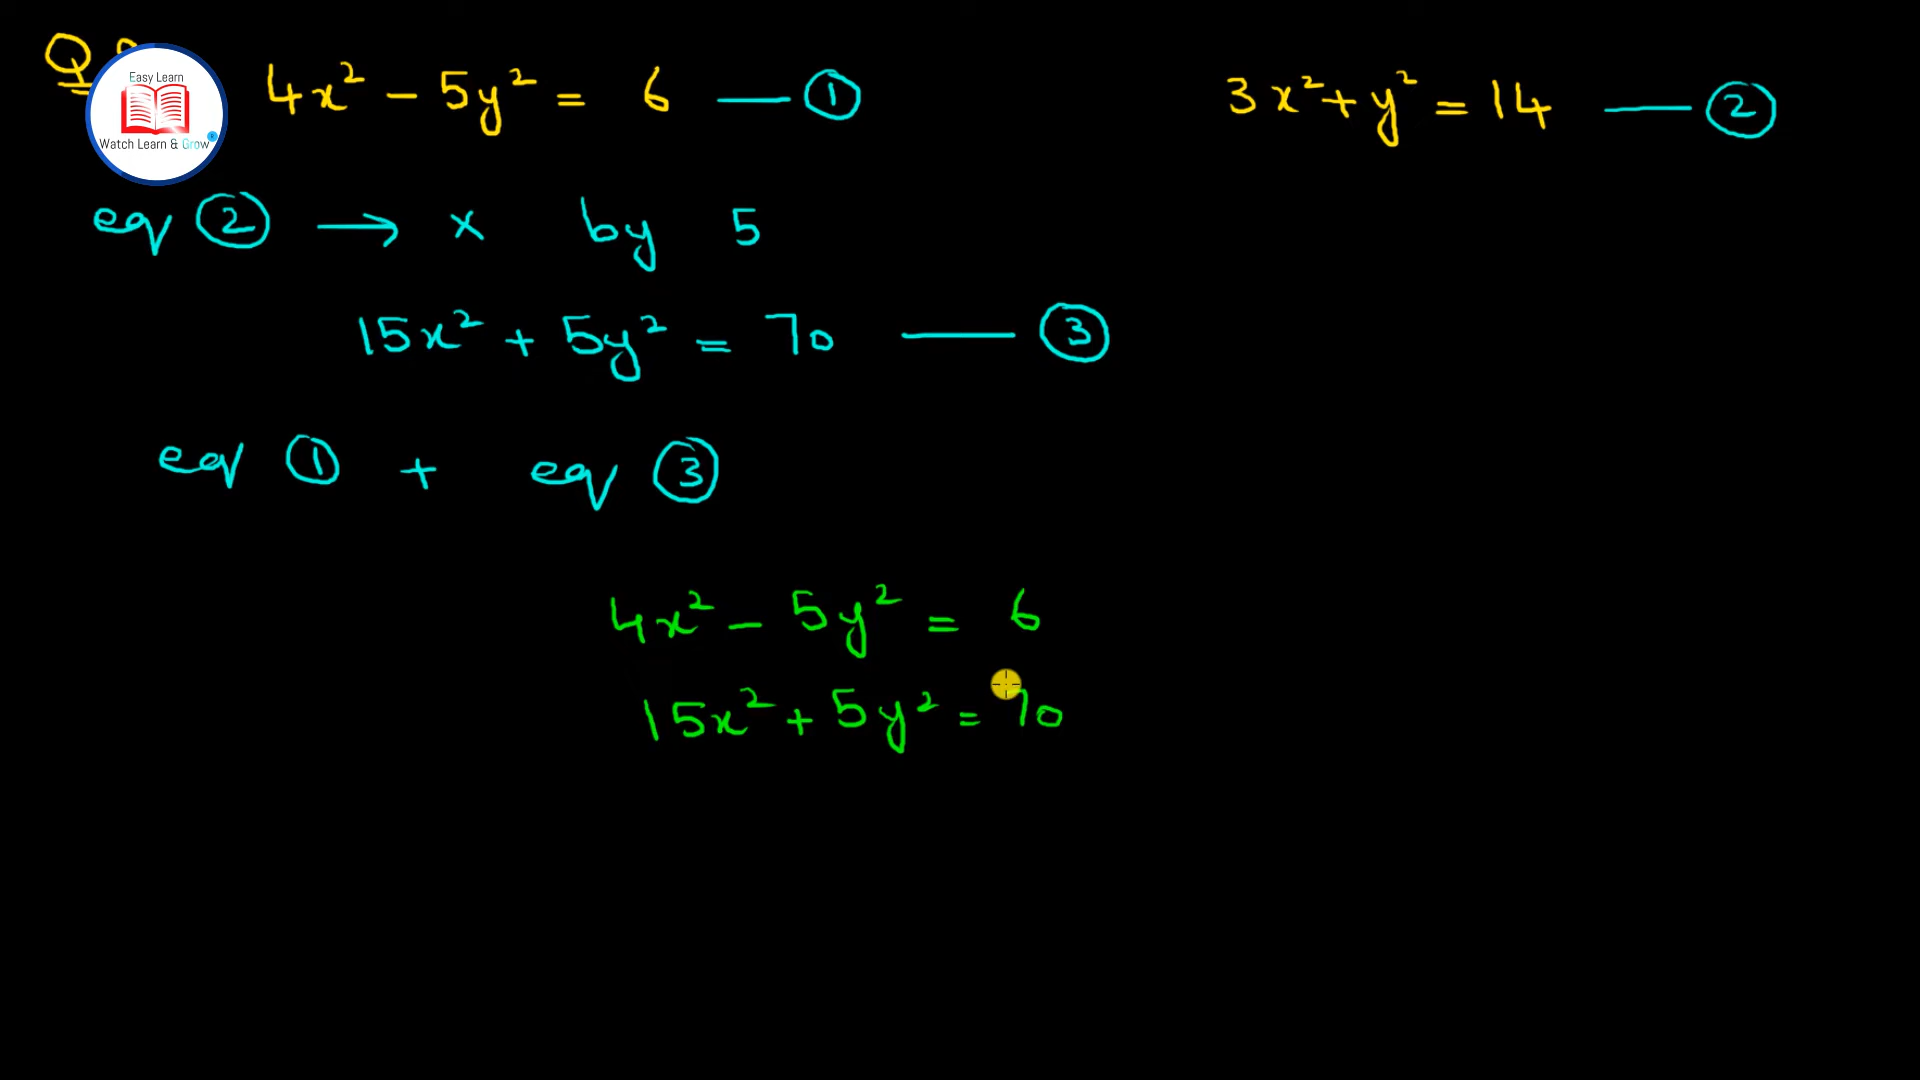 Q
Easy Learn
Watch Learn & Grow
4x² - 5y² = 6 — ①
3x² + y² = 14 — ②
eq ② → × by 5
15x² + 5y² = 70 — ③
eq ① + eq ③
4x² - 5y² = 6
15x² + 5y² = 70